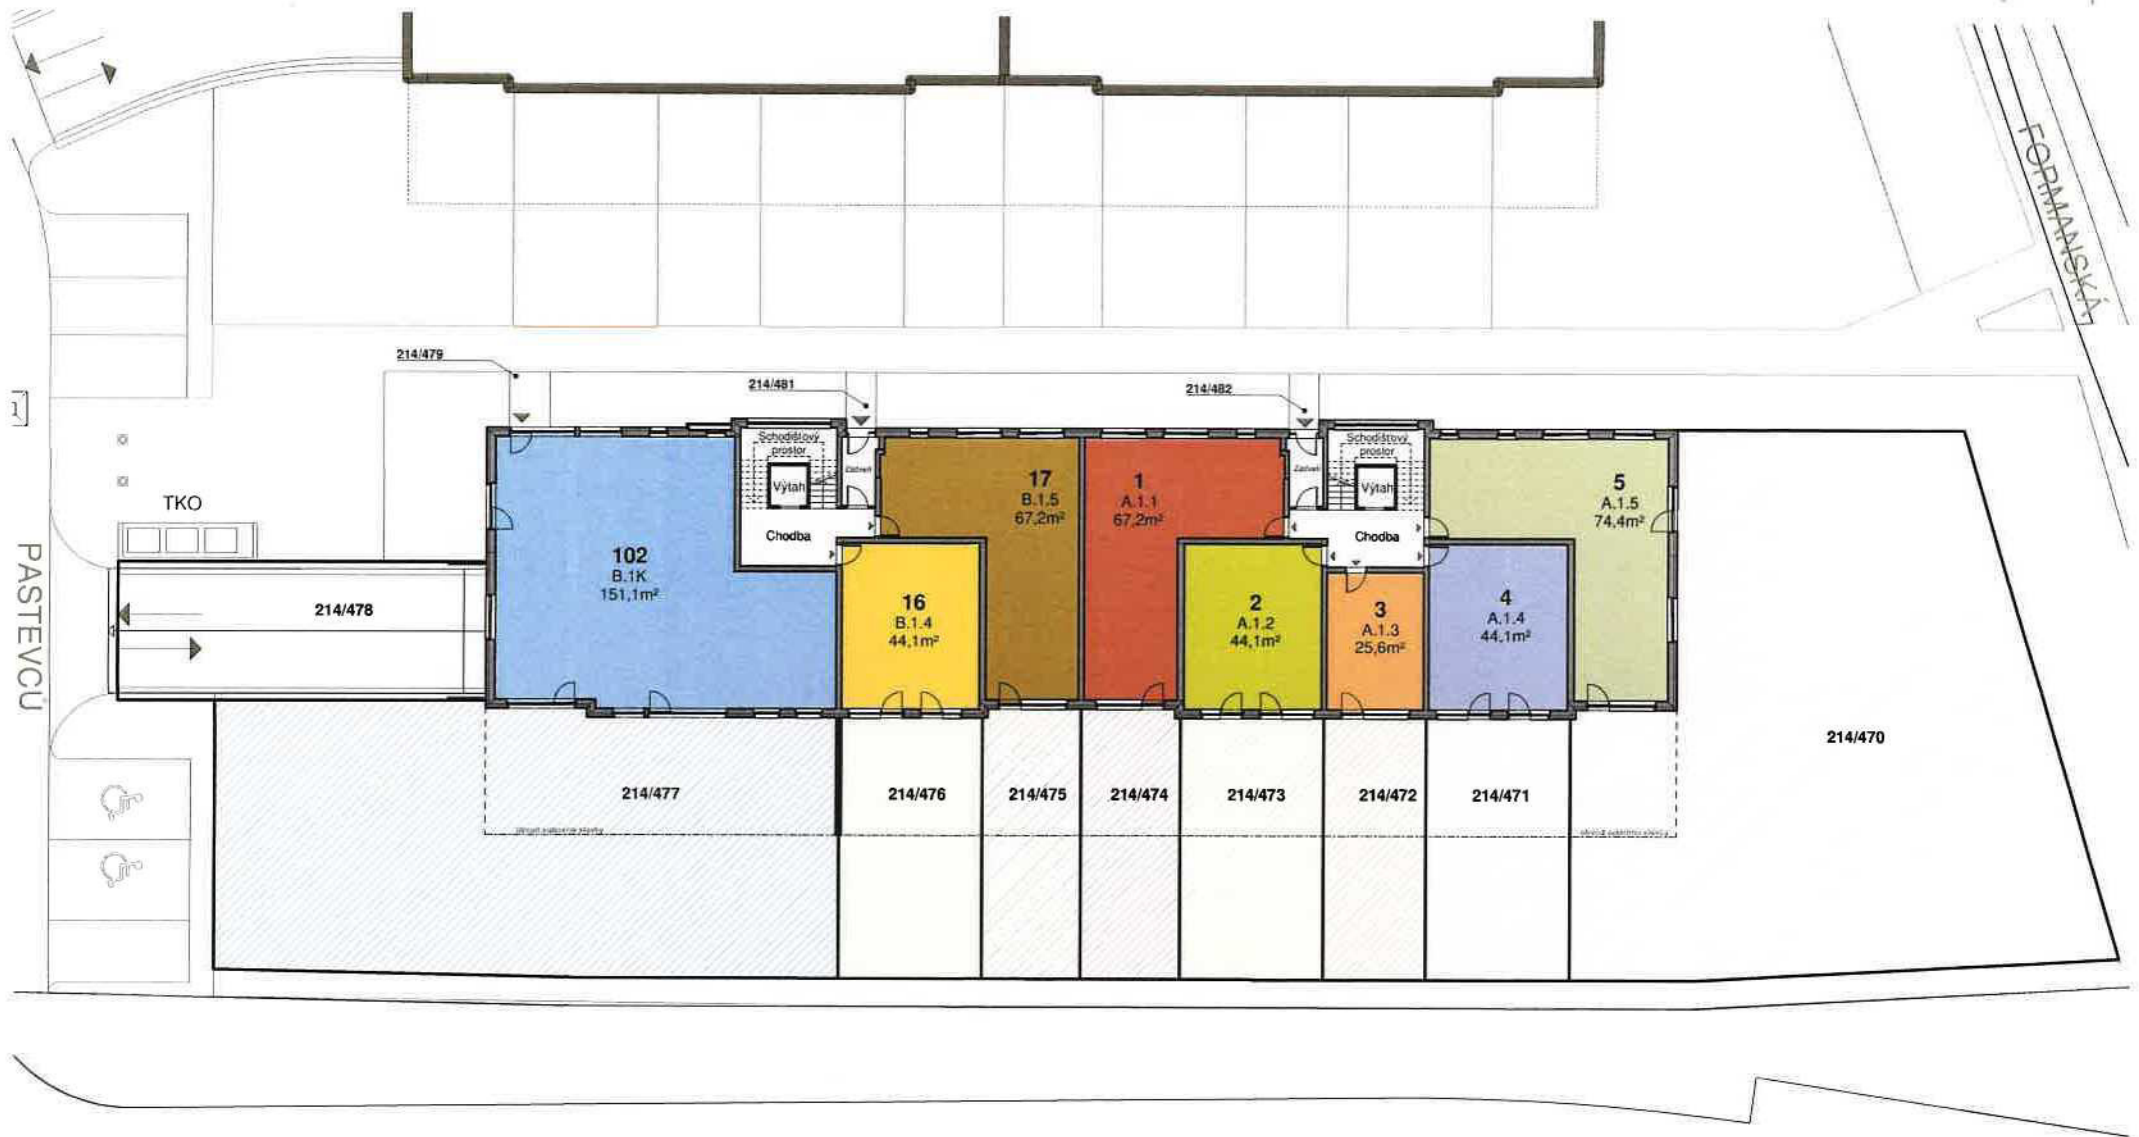 FORMANSKÁ
214/479
214/481
214/482
Schodišťový
prostor
Výtah
Zádveří
Chodba
17
B.1.5
67,2m²
1
A.1.1
67,2m²
Zádveří
Schodišťový
prostor
Výtah
Chodba
5
A.1.5
74,4m²
TKO
PASTEVCŮ
214/478
102
B.1K
151,1m²
16
B.1.4
44,1m²
2
A.1.2
44,1m²
3
A.1.3
25,6m²
4
A.1.4
44,1m²
214/470
214/477
214/476
214/475
214/474
214/473
214/472
214/471